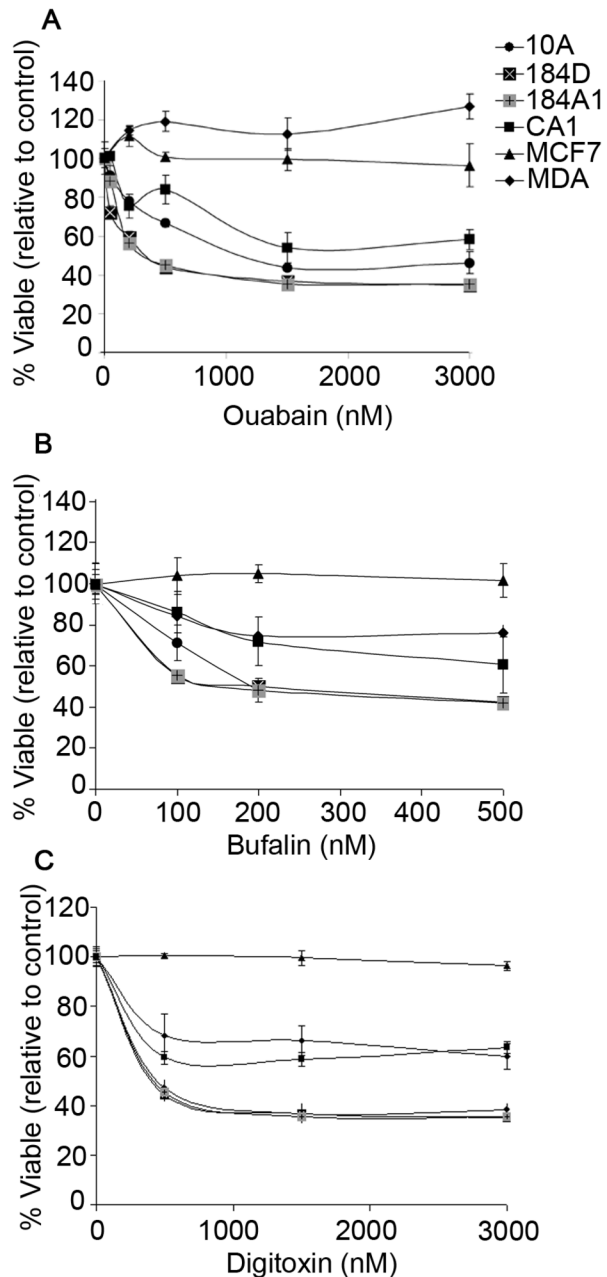 A
10A
184D
184A1
CA1
MCF7
MDA
% Viable (relative to control)
140
120
100
80
60
40
20
0
0 1000 2000 3000
Ouabain (nM)
B
% Viable (relative to control)
140
120
100
80
60
40
20
0
0 100 200 300 400 500
Bufalin (nM)
C
% Viable (relative to control)
120
100
80
60
40
20
0
0 1000 2000 3000
Digitoxin (nM)